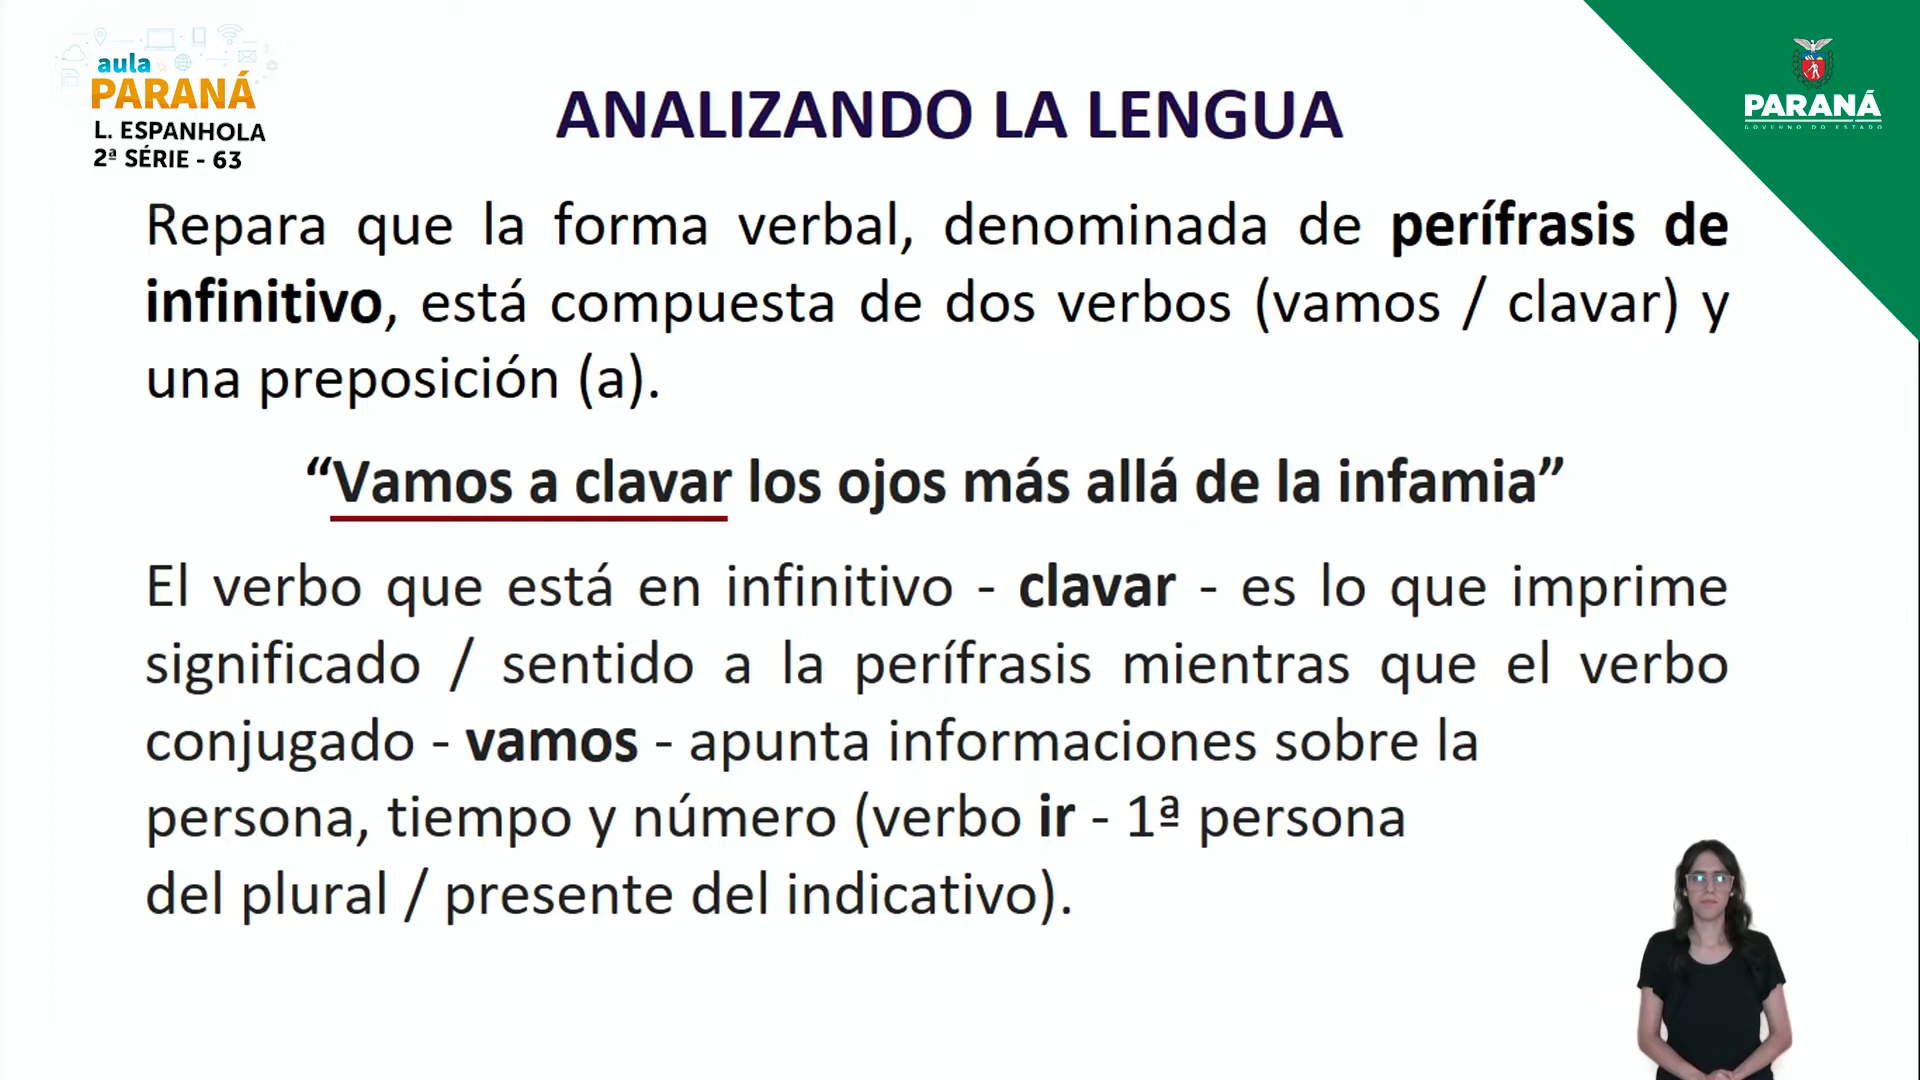 aula
PARANÁ
L. ESPANHOLA
2ª SÉRIE - 63
ANALIZANDO LA LENGUA
PARANÁ
GOVERNO DO ESTADO
Repara que la forma verbal, denominada de perífrasis de
infinitivo, está compuesta de dos verbos (vamos / clavar) y
una preposición (a).
“Vamos a clavar los ojos más allá de la infamia”
El verbo que está en infinitivo - clavar - es lo que imprime
significado / sentido a la perífrasis mientras que el verbo
conjugado - vamos - apunta informaciones sobre la
persona, tiempo y número (verbo ir - 1ª persona
del plural / presente del indicativo).